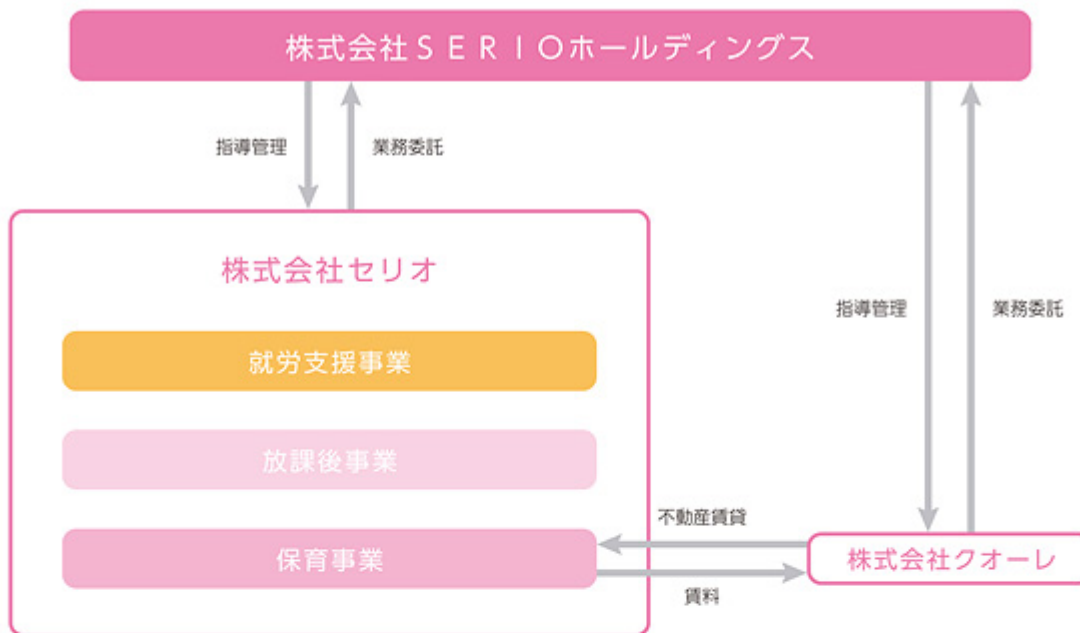 株式会社ＳＥＲＩＯホールディングス
指導管理
業務委託
株式会社セリオ
指導管理
業務委託
就労支援事業
放課後事業
不動産賃貸
保育事業
株式会社クオーレ
賃料